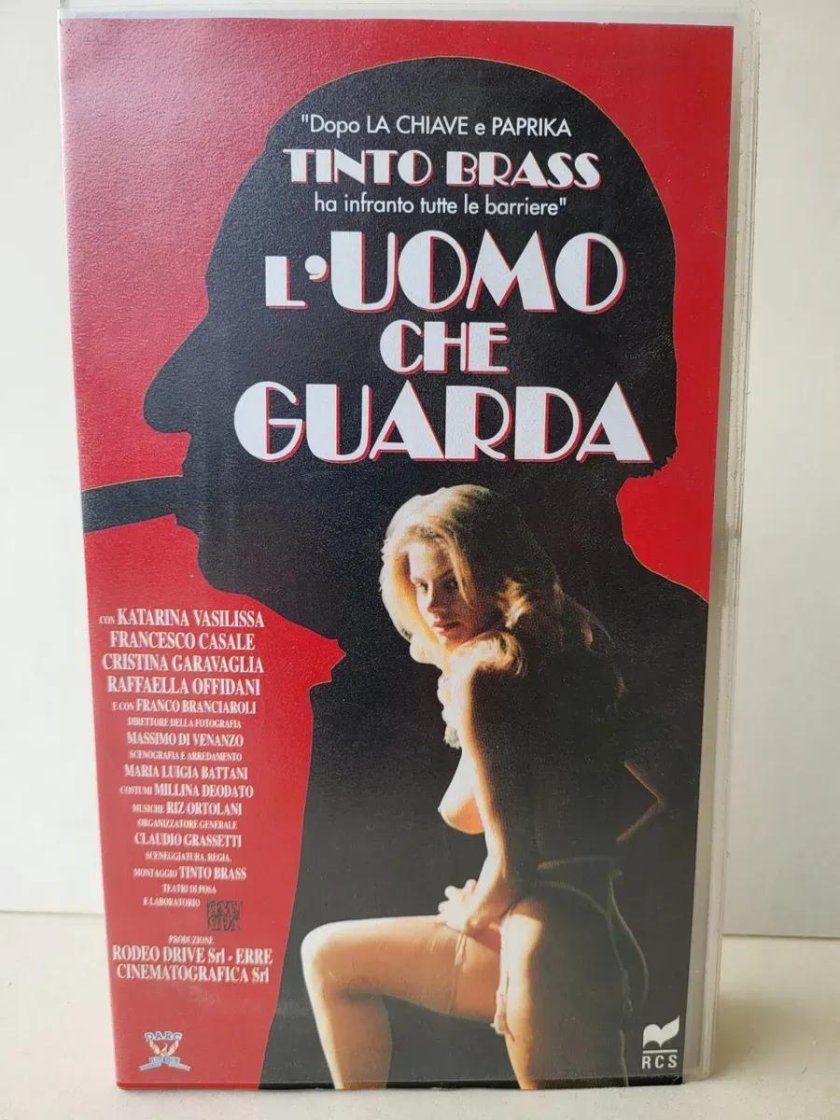 "Dopo LA CHIAVE e PAPRIKA
TINTO BRASS
ha infranto tutte le barriere"
L'UOMO
CHE
GUARDA
CON KATARINA VASILISSA
FRANCESCO CASALE
CRISTINA GARAVAGLIA
RAFFAELLA OFFIDANI
E CON FRANCO BRANCIAROLI
DIRETTORE DELLA FOTOGRAFIA
MASSIMO DI VENANZO
SCENOGRAFIA E ARREDAMENTO
MARIA LUIGIA BATTANI
COSTUMI MILLINA DEODATO
MUSICHE RIZ ORTOLANI
ORGANIZZATORE GENERALE
CLAUDIO GRASSETTI
SCENEGGIATURA, REGIA,
MONTAGGIO TINTO BRASS
TEATRI DI POSA
E LABORATORIO
PRODUZIONE
RODEO DRIVE Srl - ERRE
CINEMATOGRAFICA Srl
DARC
RCS